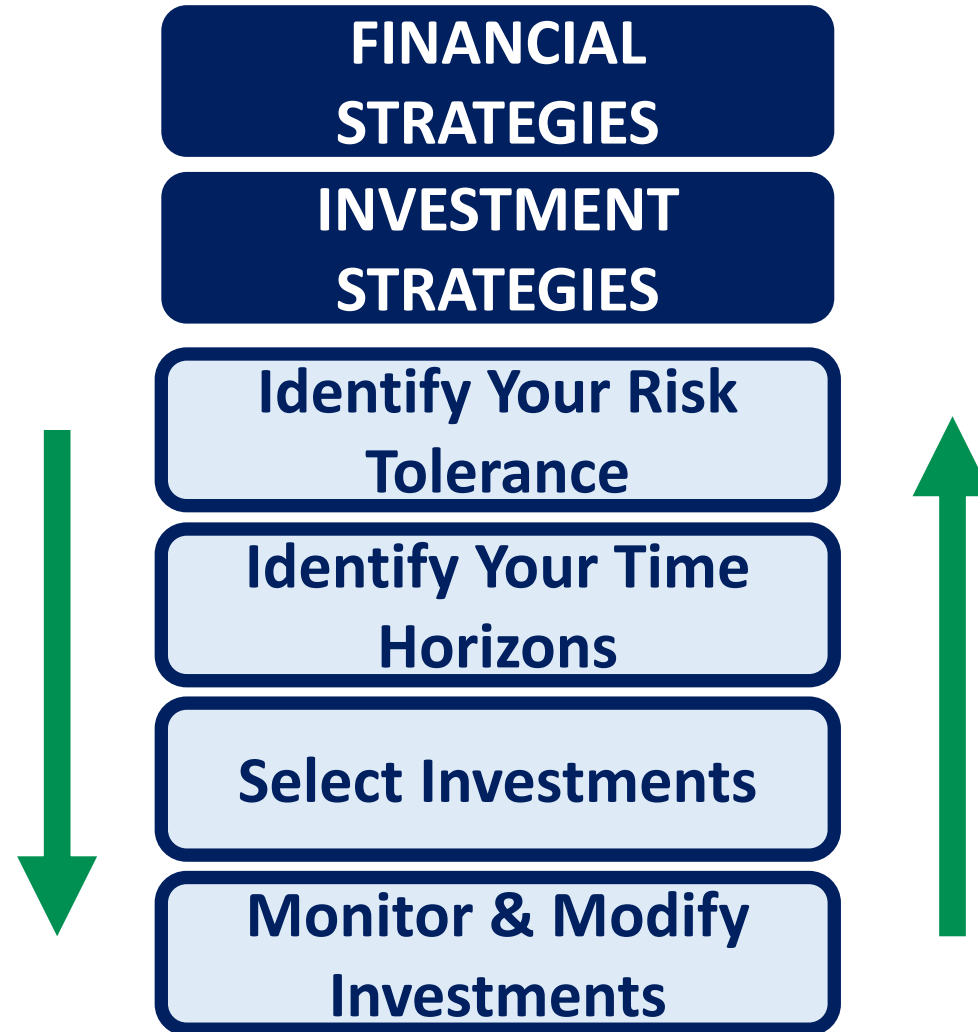 FINANCIAL
STRATEGIES
INVESTMENT
STRATEGIES
Identify Your Risk
Tolerance
Identify Your Time
Horizons
Select Investments
Monitor & Modify
Investments